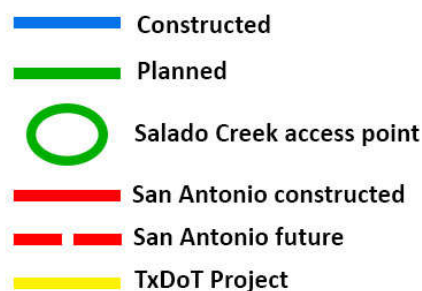 Constructed
Planned
Salado Creek access point
San Antonio constructed
San Antonio future
TxDoT Project